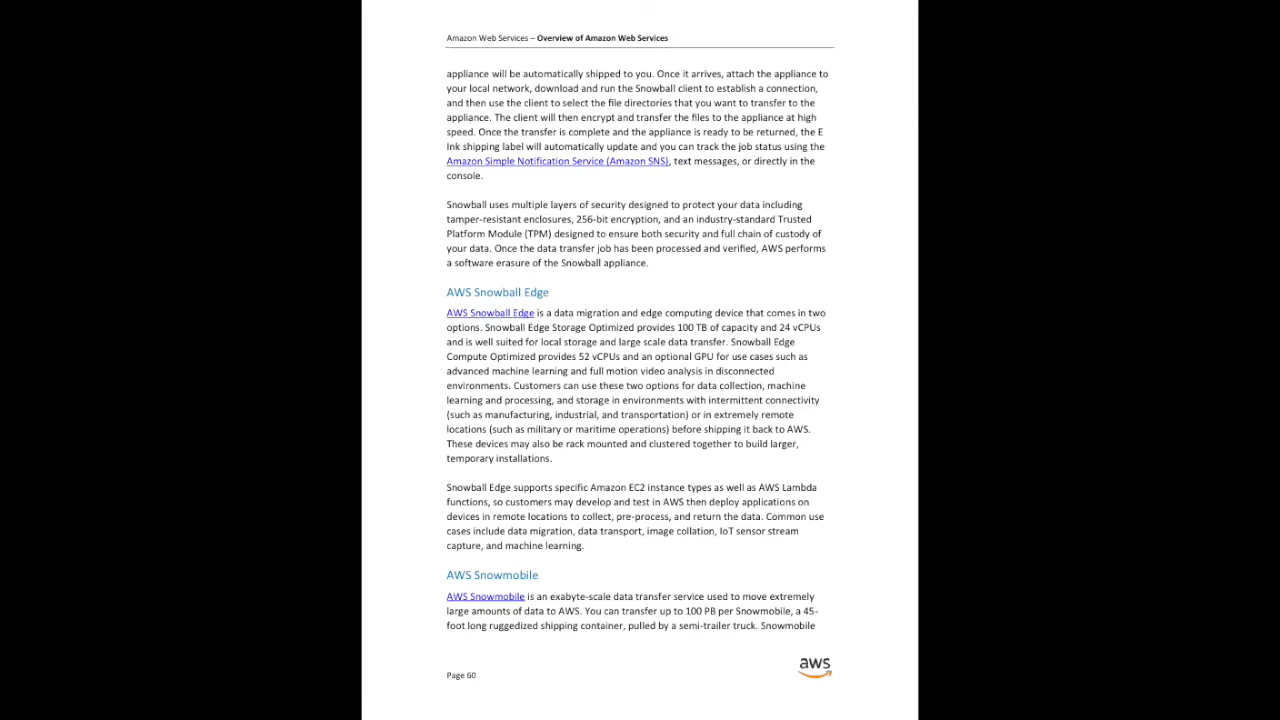 Amazon Web Services – Overview of Amazon Web Services
appliance will be automatically shipped to you. Once it arrives, attach the appliance to
your local network, download and run the Snowball client to establish a connection,
and then use the client to select the file directories that you want to transfer to the
appliance. The client will then encrypt and transfer the files to the appliance at high
speed. Once the transfer is complete and the appliance is ready to be returned, the E
Ink shipping label will automatically update and you can track the job status using the
Amazon Simple Notification Service (Amazon SNS), text messages, or directly in the
console.
Snowball uses multiple layers of security designed to protect your data including
tamper-resistant enclosures, 256-bit encryption, and an industry-standard Trusted
Platform Module (TPM) designed to ensure both security and full chain of custody of
your data. Once the data transfer job has been processed and verified, AWS performs
a software erasure of the Snowball appliance.
AWS Snowball Edge
AWS Snowball Edge is a data migration and edge computing device that comes in two
options. Snowball Edge Storage Optimized provides 100 TB of capacity and 24 vCPUs
and is well suited for local storage and large scale data transfer. Snowball Edge
Compute Optimized provides 52 vCPUs and an optional GPU for use cases such as
advanced machine learning and full motion video analysis in disconnected
environments. Customers can use these two options for data collection, machine
learning and processing, and storage in environments with intermittent connectivity
(such as manufacturing, industrial, and transportation) or in extremely remote
locations (such as military or maritime operations) before shipping it back to AWS.
These devices may also be rack mounted and clustered together to build larger,
temporary installations.
Snowball Edge supports specific Amazon EC2 instance types as well as AWS Lambda
functions, so customers may develop and test in AWS then deploy applications on
devices in remote locations to collect, pre-process, and return the data. Common use
cases include data migration, data transport, image collation, IoT sensor stream
capture, and machine learning.
AWS Snowmobile
AWS Snowmobile is an exabyte-scale data transfer service used to move extremely
large amounts of data to AWS. You can transfer up to 100 PB per Snowmobile, a 45-
foot long ruggedized shipping container, pulled by a semi-trailer truck. Snowmobile
Page 60
aws